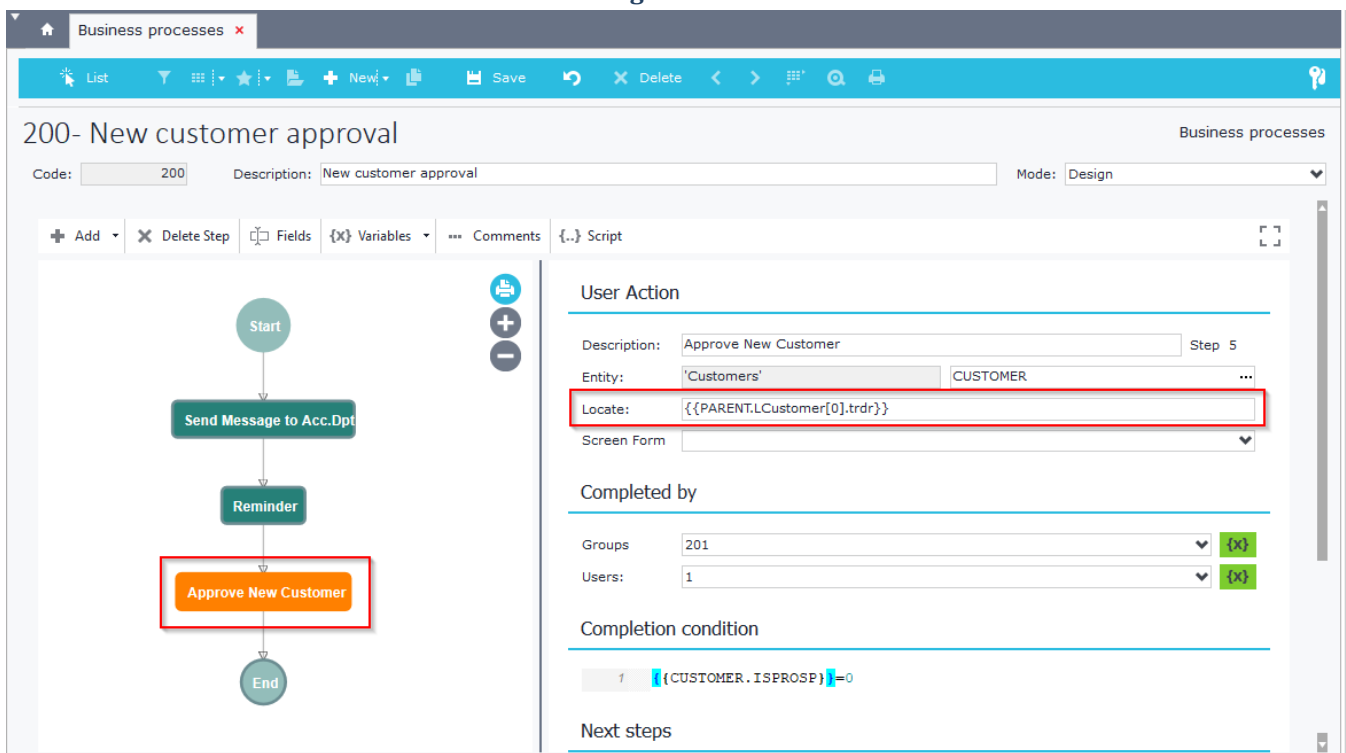 Business processes ×
List New Save Delete
200- New customer approval
Business processes
Code: 200 Description: New customer approval Mode: Design
Add Delete Step Fields {x} Variables Comments {..} Script
Start
Send Message to Acc.Dpt
Reminder
Approve New Customer
End
User Action
Description: Approve New Customer Step 5
Entity: 'Customers' CUSTOMER ...
Locate: {{PARENT.LCustomer[0].trdr}}
Screen Form
Completed by
Groups 201 {x}
Users: 1 {x}
Completion condition
1 {{CUSTOMER.ISPROSP}}=0
Next steps